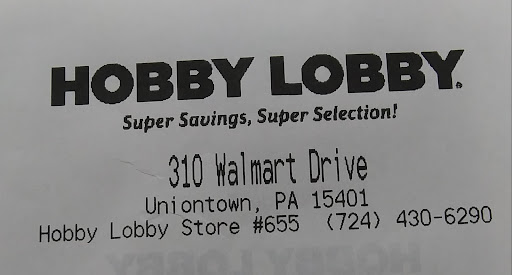 HOBBY LOBBY.
Super Savings, Super Selection!
310 Walmart Drive
Uniontown, PA 15401
Hobby Lobby Store #655 (724) 430-6290